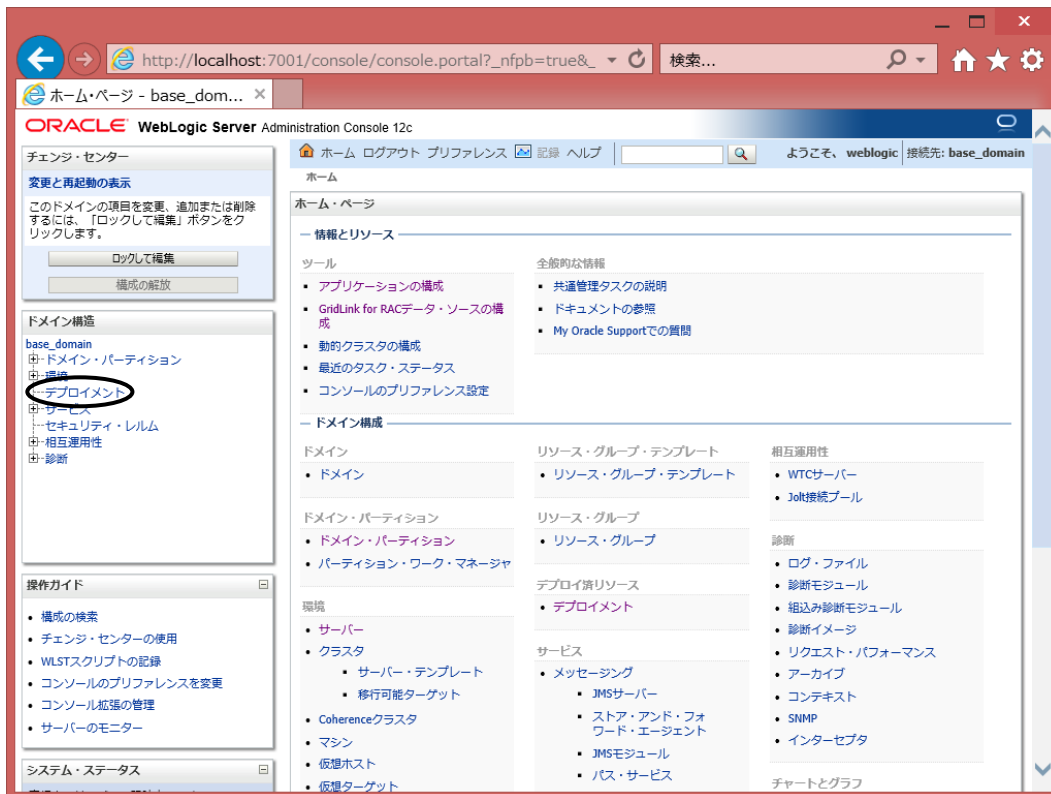 http://localhost:7001/console/console.portal?_nfpb=true&_
検索...
ホーム・ページ - base_dom...
ORACLE WebLogic Server Administration Console 12c
チェンジ・センター
変更と再起動の表示
このドメインの項目を変更、追加または削除
するには、「ロックして編集」ボタンをク
リックします。
ロックして編集
構成の解放
ドメイン構造
base_domain
ドメイン・パーティション
環境
デプロイメント
サービス
セキュリティ・レルム
相互運用性
診断
操作ガイド
構成の検索
チェンジ・センターの使用
WLSTスクリプトの記録
コンソールのプリファレンスを変更
コンソール拡張の管理
サーバーのモニター
システム・ステータス
ホーム ログアウト プリファレンス 記録 ヘルプ
ようこそ、 weblogic 接続先: base_domain
ホーム
ホーム・ページ
情報とリソース
ツール
アプリケーションの構成
GridLink for RACデータ・ソースの構
成
動的クラスタの構成
最近のタスク・ステータス
コンソールのプリファレンス設定
全般的な情報
共通管理タスクの説明
ドキュメントの参照
My Oracle Supportでの質問
ドメイン構成
ドメイン
ドメイン
ドメイン・パーティション
ドメイン・パーティション
パーティション・ワーク・マネージャ
環境
サーバー
クラスタ
サーバー・テンプレート
移行可能ターゲット
Coherenceクラスタ
マシン
仮想ホスト
仮想ターゲット
リソース・グループ・テンプレート
リソース・グループ・テンプレート
リソース・グループ
リソース・グループ
デプロイ済リソース
デプロイメント
サービス
メッセージング
JMSサーバー
ストア・アンド・フォ
ワード・エージェント
JMSモジュール
パス・サービス
相互運用性
WTCサーバー
Jolt接続プール
診断
ログ・ファイル
診断モジュール
組込み診断モジュール
診断イメージ
リクエスト・パフォーマンス
アーカイブ
コンテキスト
SNMP
インターセプタ
チャートとグラフ